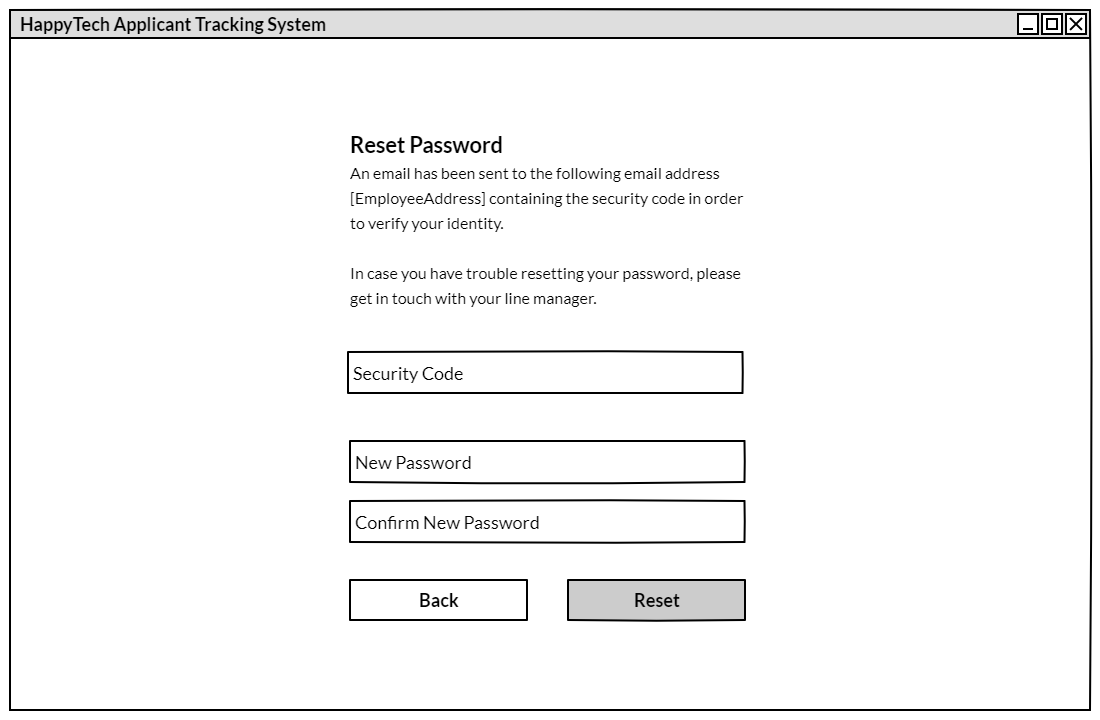 HappyTech Applicant Tracking System
Reset Password
An email has been sent to the following email address
[EmployeeAddress] containing the security code in order
to verify your identity.
In case you have trouble resetting your password, please
get in touch with your line manager.
Security Code
New Password
Confirm New Password
Back
Reset